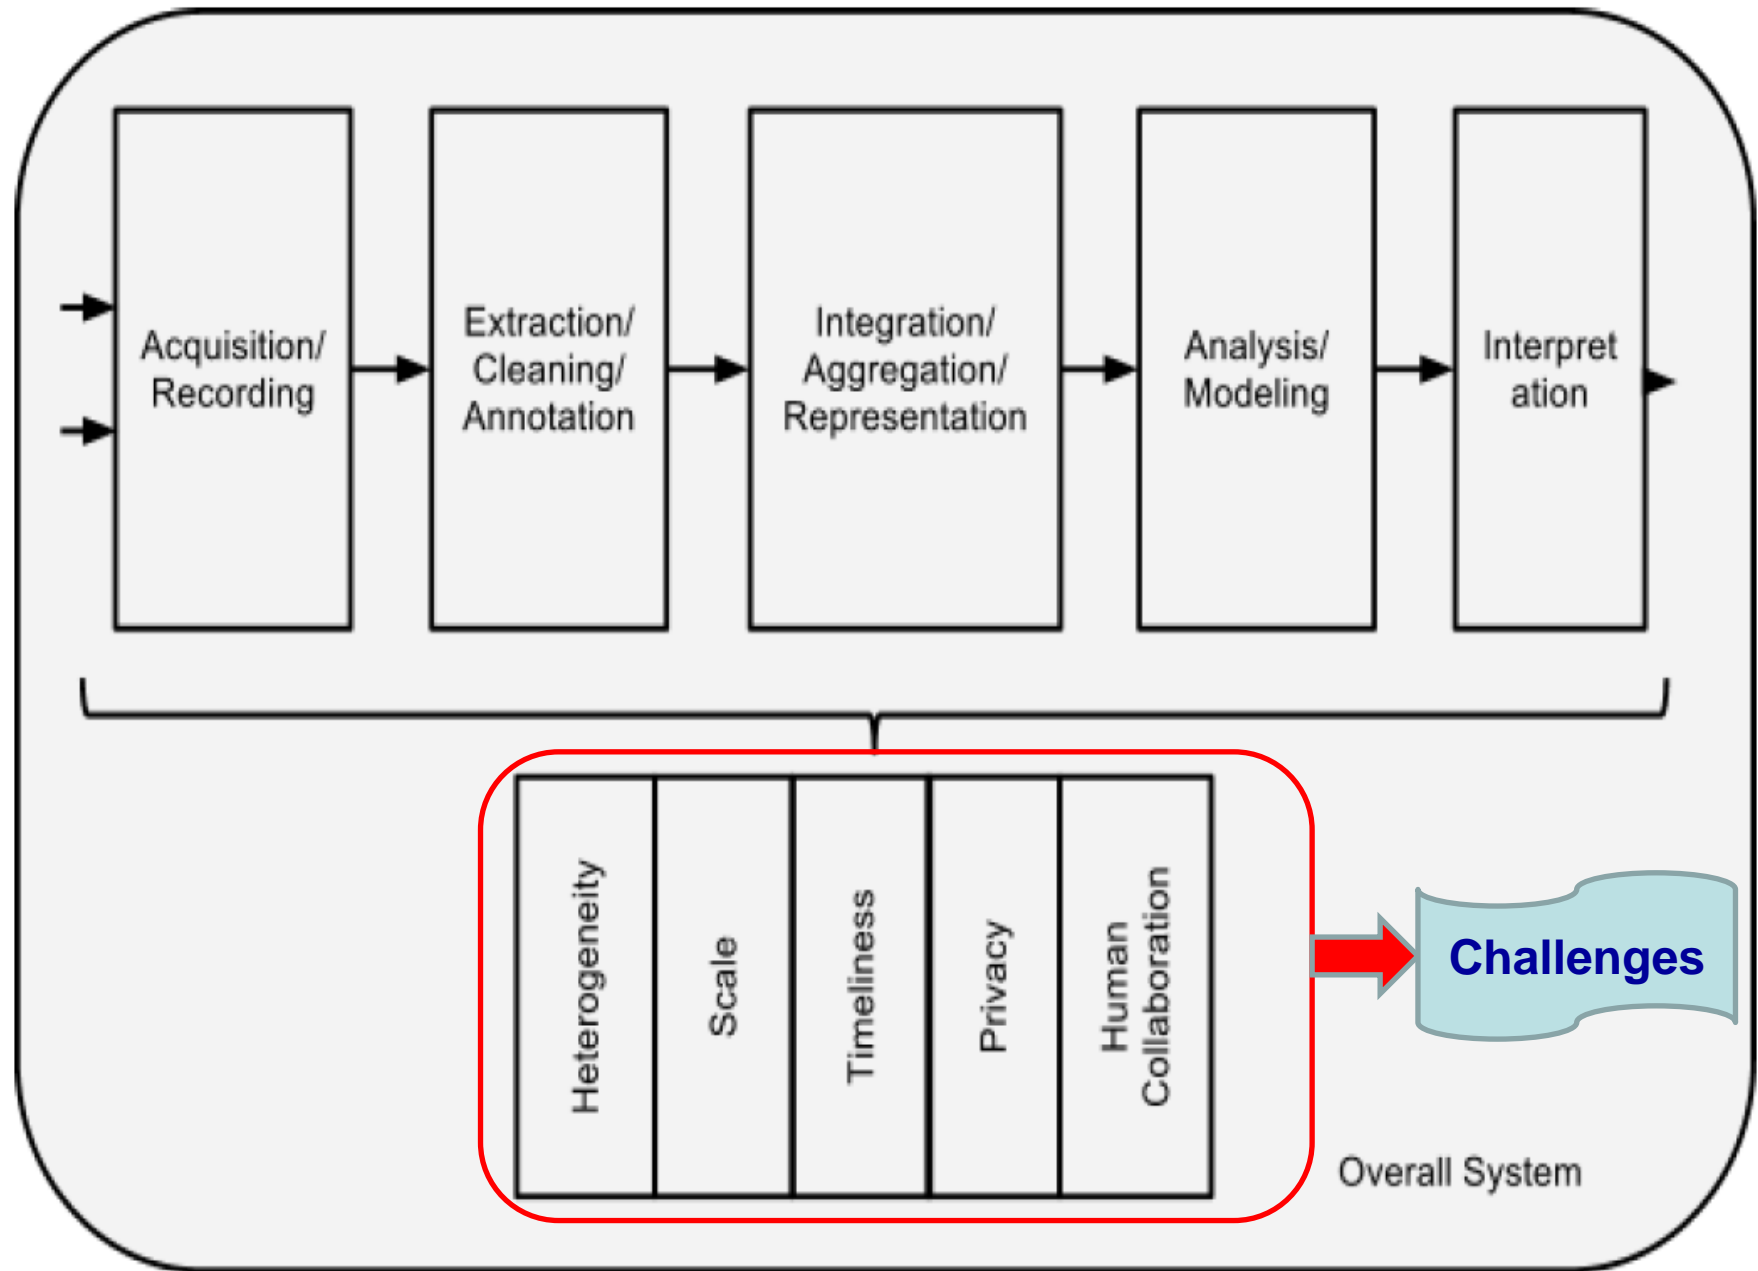 Acquisition/
Recording
Extraction/
Cleaning/
Annotation
Integration/
Aggregation/
Representation
Analysis/
Modeling
Interpret
ation
Heterogeneity
Scale
Timeliness
Privacy
Human
Collaboration
Challenges
Overall System